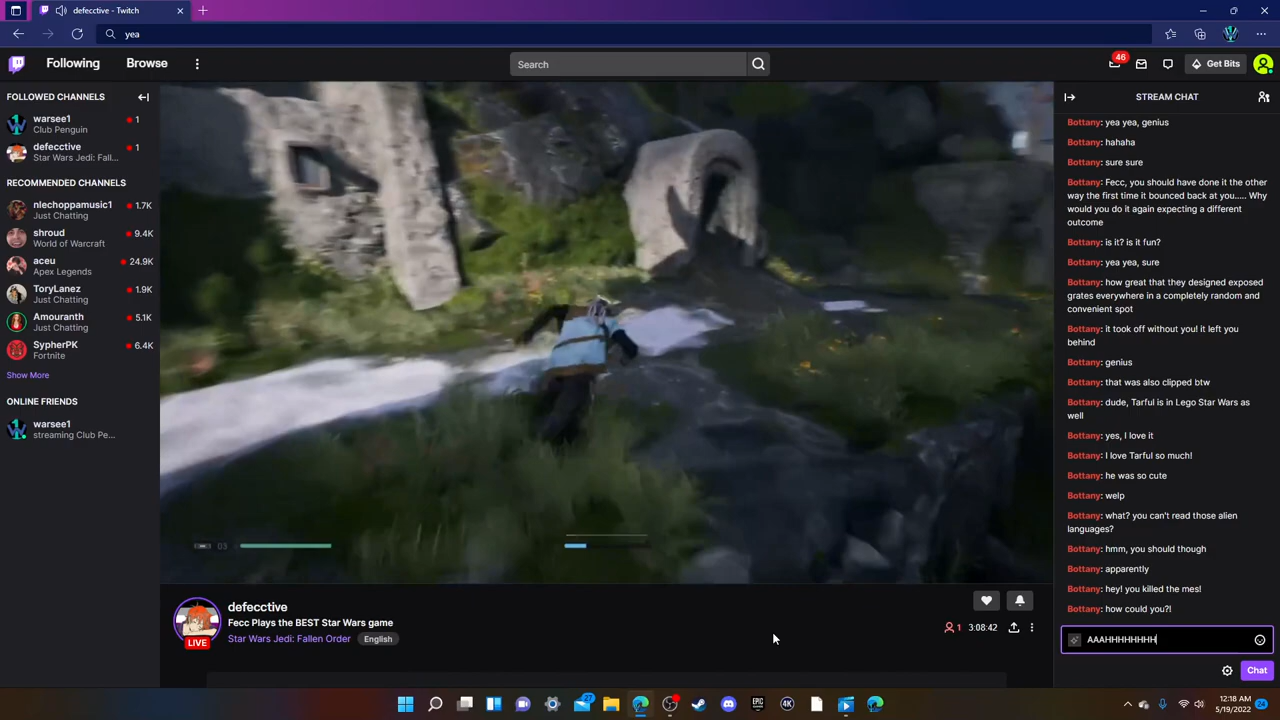 defecctive - Twitch
yea
Following
Browse
Search
46
Get Bits
FOLLOWED CHANNELS
warsee1
Club Penguin
1
defecctive
Star Wars Jedi: Fall...
1
RECOMMENDED CHANNELS
nlechoppamusic1
Just Chatting
1.7K
shroud
World of Warcraft
9.4K
aceu
Apex Legends
24.9K
ToryLanez
Just Chatting
1.9K
Amouranth
Just Chatting
5.1K
SypherPK
Fortnite
6.4K
Show More
ONLINE FRIENDS
warsee1
streaming Club Pe...
03
defecctive
Fecc Plays the BEST Star Wars game
Star Wars Jedi: Fallen Order
English
LIVE
1
3:08:42
STREAM CHAT
Bottany: yea yea, genius
Bottany: hahaha
Bottany: sure sure
Bottany: Fecc, you should have done it the other
way the first time it bounced back at you..... Why
would you do it again expecting a different
outcome
Bottany: is it? is it fun?
Bottany: yea yea, sure
Bottany: how great that they designed exposed
grates everywhere in a completely random and
convenient spot
Bottany: it took off without you! it left you
behind
Bottany: genius
Bottany: that was also clipped btw
Bottany: dude, Tarful is in Lego Star Wars as
well
Bottany: yes, I love it
Bottany: I love Tarful so much!
Bottany: he was so cute
Bottany: welp
Bottany: what? you can't read those alien
languages?
Bottany: hmm, you should though
Bottany: apparently
Bottany: hey! you killed the mes!
Bottany: how could you?!
AAAHHHHHHHHH
Chat
27
EPIC
4K
12:18 AM
5/19/2022
24